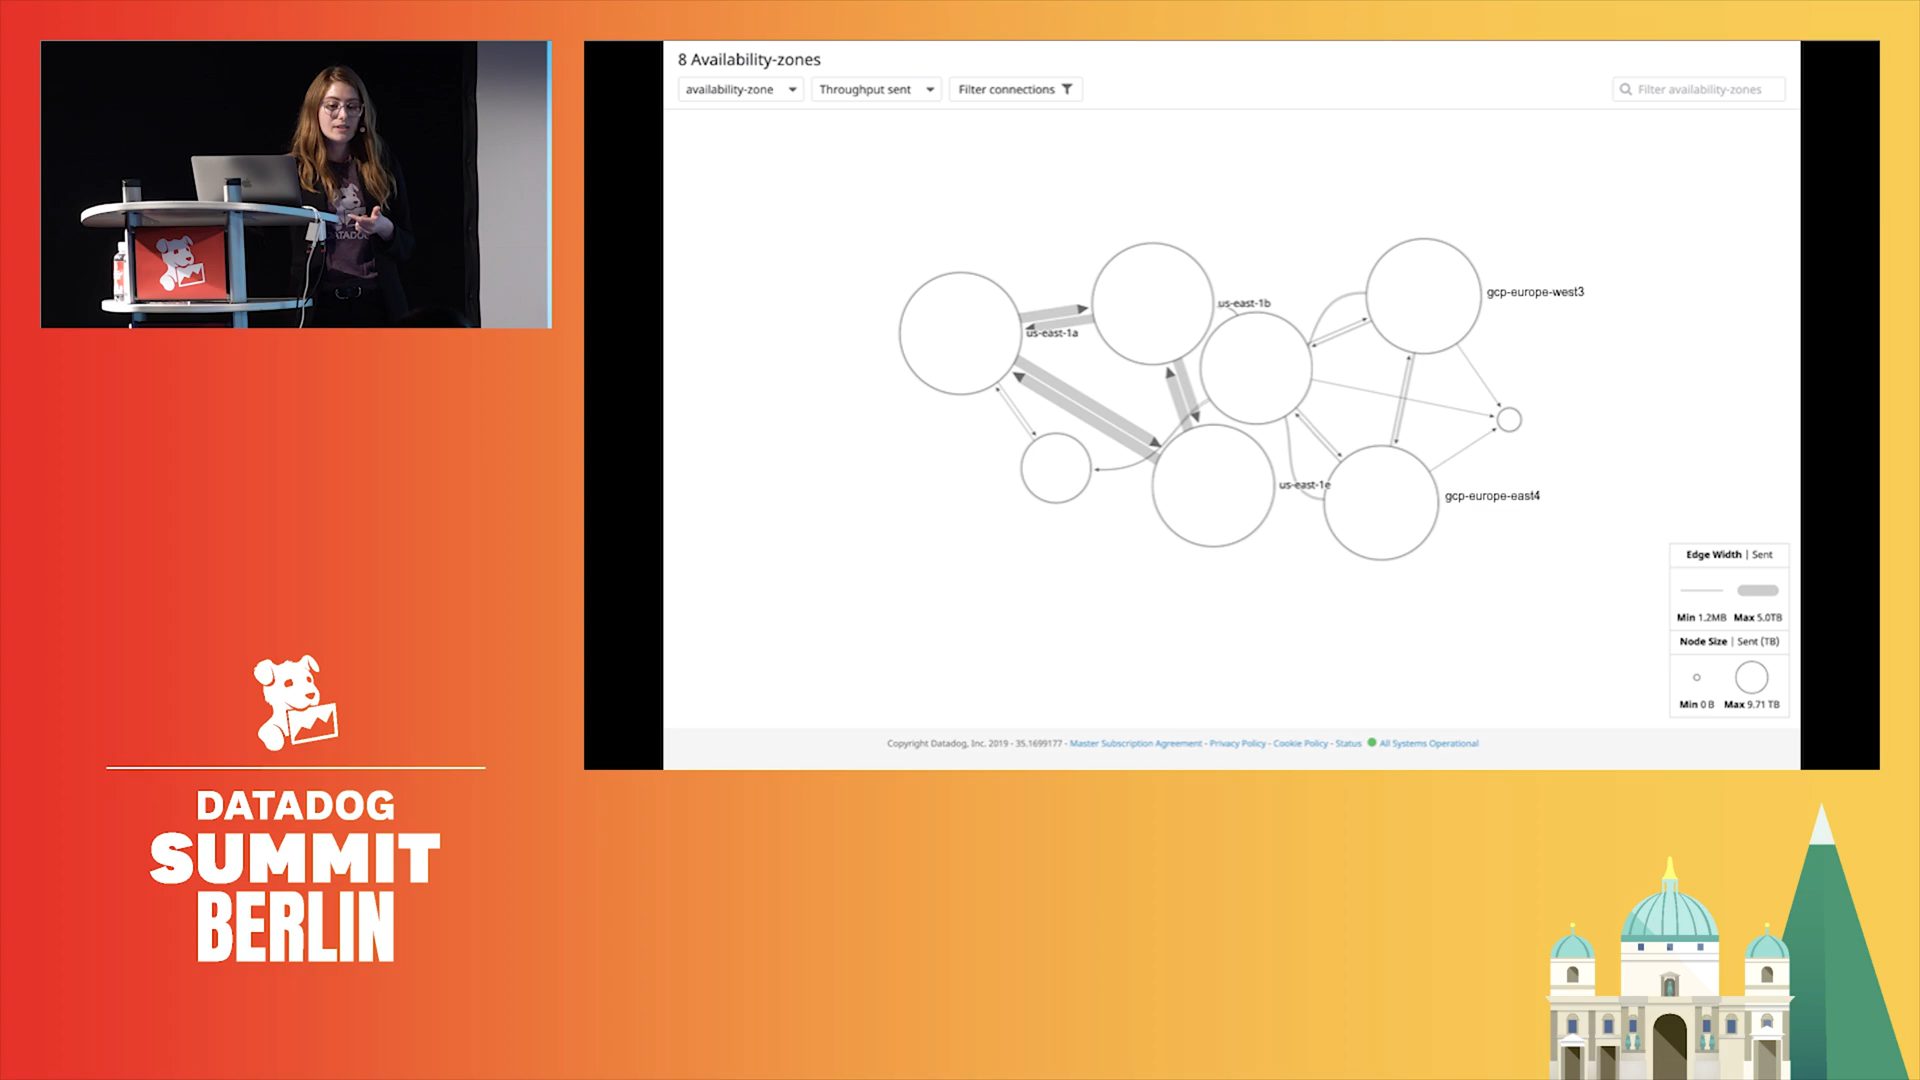 8 Availability-zones
availability-zone
Throughput sent
Filter connections
Filter availability-zones
us-east-1a
us-east-1b
gcp-europe-west3
us-east-1e
gcp-europe-east4
Edge Width | Sent
Min 1.2MB Max 5.0TB
Node Size | Sent (TB)
Min 0 B Max 9.71 TB
Copyright Datadog, Inc. 2019 - 35.1699177 - Master Subscription Agreement - Privacy Policy - Cookie Policy - Status All Systems Operational
DATADOG
DATADOG
SUMMIT
BERLIN